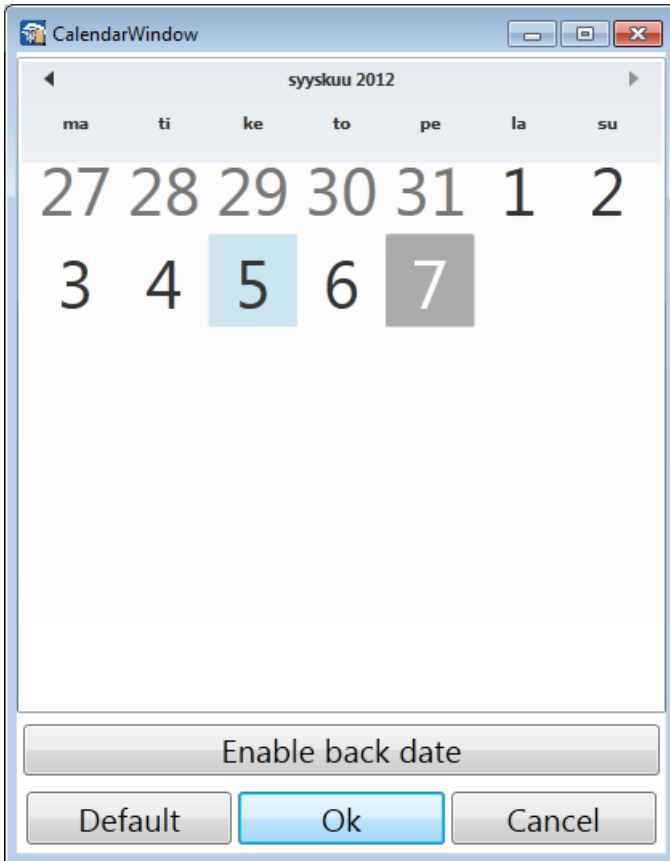 CalendarWindow
syyskuu 2012
ma ti ke to pe la su
27 28 29 30 31 1 2
3 4 5 6 7
Enable back date
Default Ok Cancel